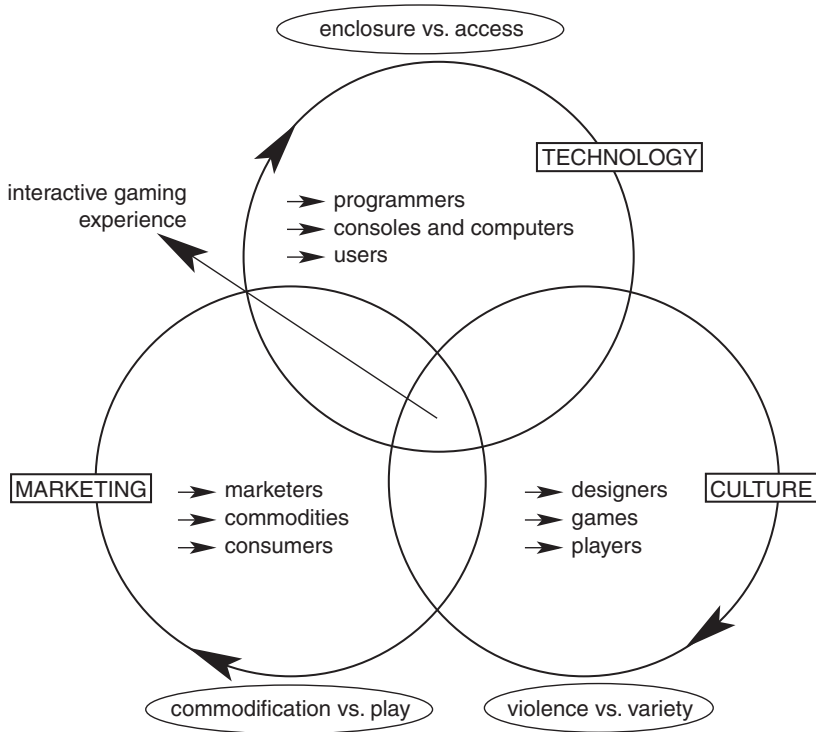 enclosure vs. access
TECHNOLOGY
interactive gaming
experience
programmers
consoles and computers
users
MARKETING
marketers
commodities
consumers
designers
games
players
CULTURE
commodification vs. play
violence vs. variety